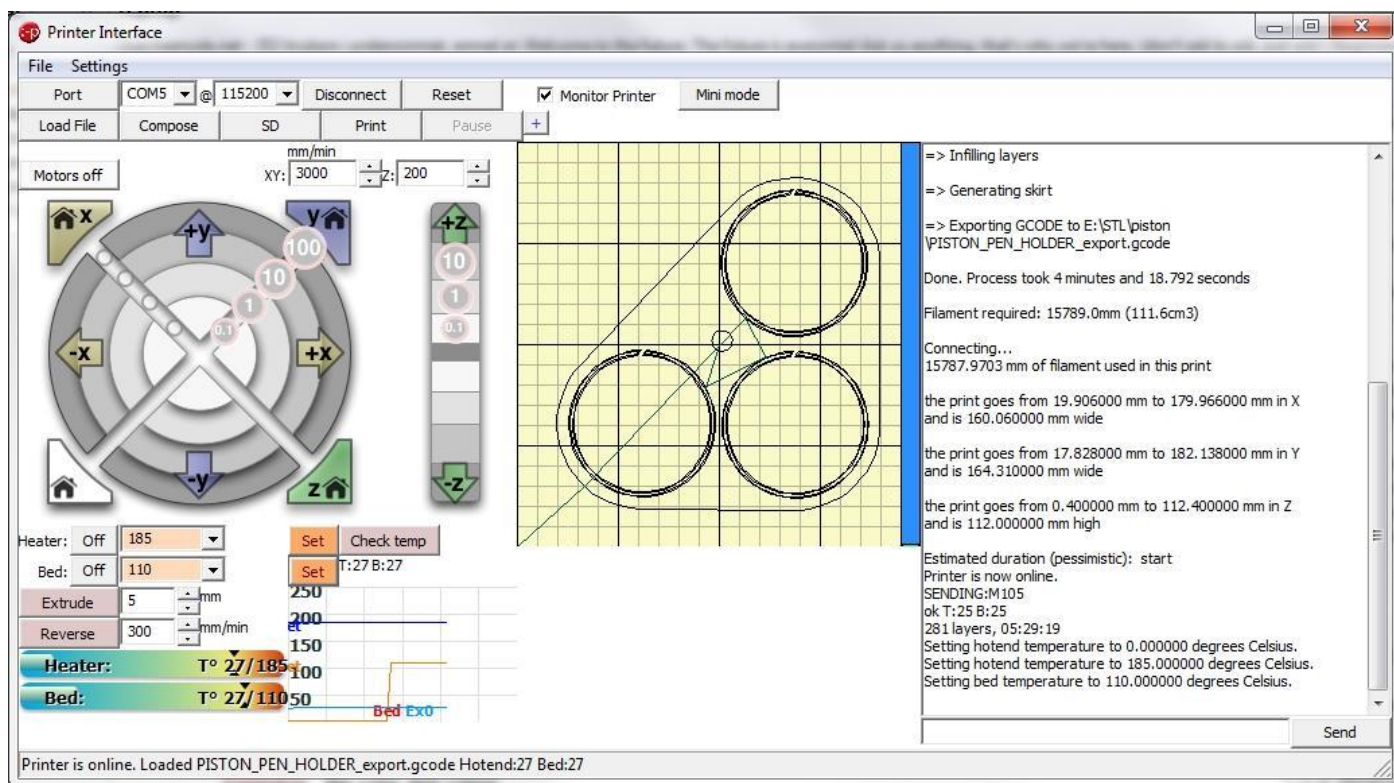 Printer Interface
File Settings
Port COM5 @ 115200 Disconnect Reset Monitor Printer Mini mode
Load File Compose SD Print Pause +
mm/min
Motors off XY: 3000 Z: 200
x y +y 100 10 1 0.1 -x +x -y z
+z 10 1 0.1 -z
Heater: Off 185 Set Check temp
Bed: Off 110 Set T:27 B:27
Extrude 5 mm
Reverse 300 mm/min
Heater: T° 27/185
Bed: T° 27/110
250
200
150
100
50
Bed Ex0
=> Infilling layers
=> Generating skirt
=> Exporting GCODE to E:\STL\piston
\PISTON_PEN_HOLDER_export.gcode
Done. Process took 4 minutes and 18.792 seconds
Filament required: 15789.0mm (111.6cm3)
Connecting...
15787.9703 mm of filament used in this print
the print goes from 19.906000 mm to 179.966000 mm in X
and is 160.060000 mm wide
the print goes from 17.828000 mm to 182.138000 mm in Y
and is 164.310000 mm wide
the print goes from 0.400000 mm to 112.400000 mm in Z
and is 112.000000 mm high
Estimated duration (pessimistic): start
Printer is now online.
SENDING:M105
ok T:25 B:25
281 layers, 05:29:19
Setting hotend temperature to 0.000000 degrees Celsius.
Setting hotend temperature to 185.000000 degrees Celsius.
Setting bed temperature to 110.000000 degrees Celsius.
Send
Printer is online. Loaded PISTON_PEN_HOLDER_export.gcode Hotend:27 Bed:27